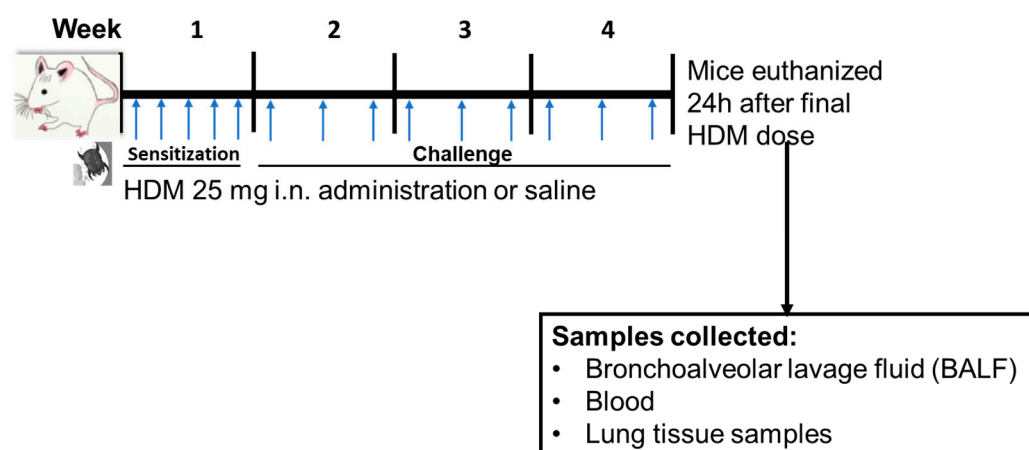 Week 1 2 3 4
Mice euthanized
24h after final
HDM dose
Sensitization Challenge
HDM 25 mg i.n. administration or saline
Samples collected:
• Bronchoalveolar lavage fluid (BALF)
• Blood
• Lung tissue samples